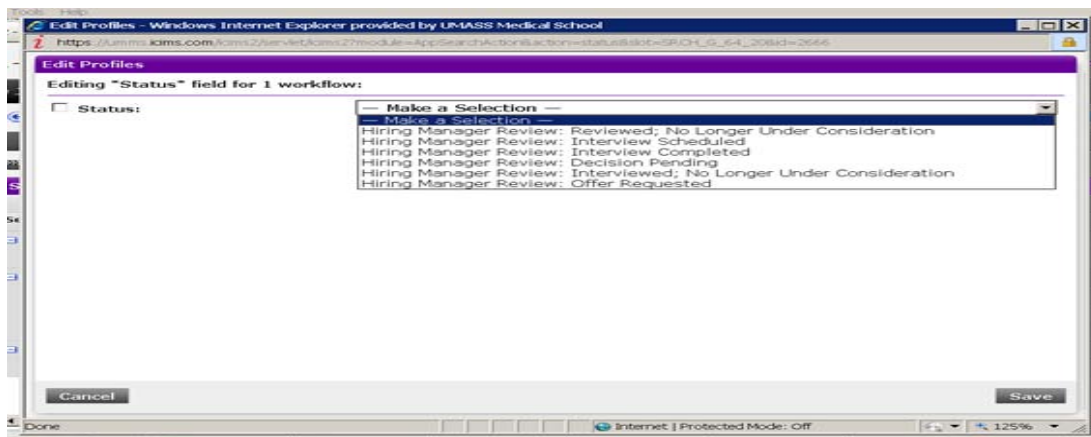 Tools Help
Edit Profiles - Windows Internet Explorer provided by UMASS Medical School
Edit Profiles
Editing "Status" field for 1 workflow:
Status:
— Make a Selection —
— Make a Selection —
Hiring Manager Review: Reviewed; No Longer Under Consideration
Hiring Manager Review: Interview Scheduled
Hiring Manager Review: Interview Completed
Hiring Manager Review: Decision Pending
Hiring Manager Review: Interviewed; No Longer Under Consideration
Hiring Manager Review: Offer Requested
Cancel
Save
Done
Internet | Protected Mode: Off
125%